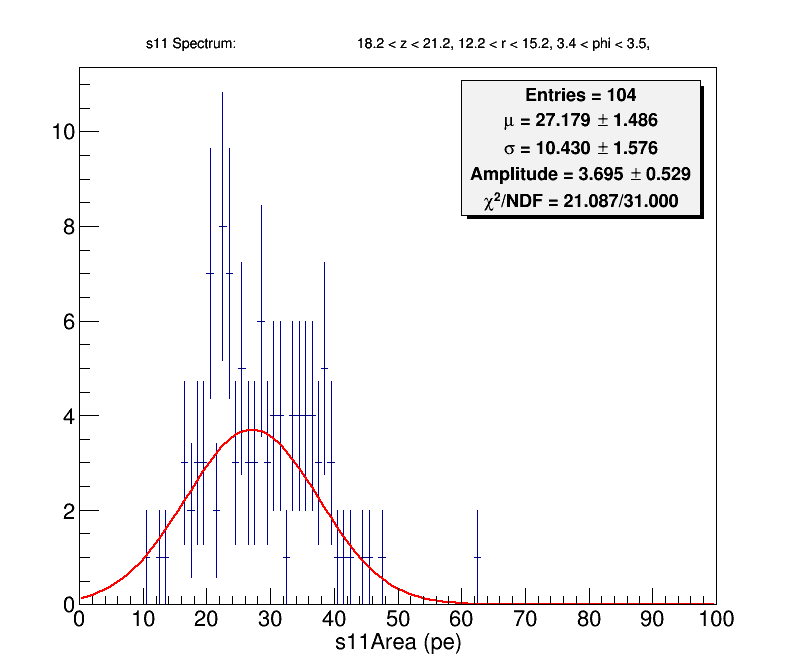 s11 Spectrum: 18.2 < z < 21.2, 12.2 < r < 15.2, 3.4 < phi < 3.5,
Entries = 104
μ = 27.179 ± 1.486
σ = 10.430 ± 1.576
Amplitude = 3.695 ± 0.529
χ²/NDF = 21.087/31.000
10
8
6
4
2
0
0 10 20 30 40 50 60 70 80 90 100
s11Area (pe)